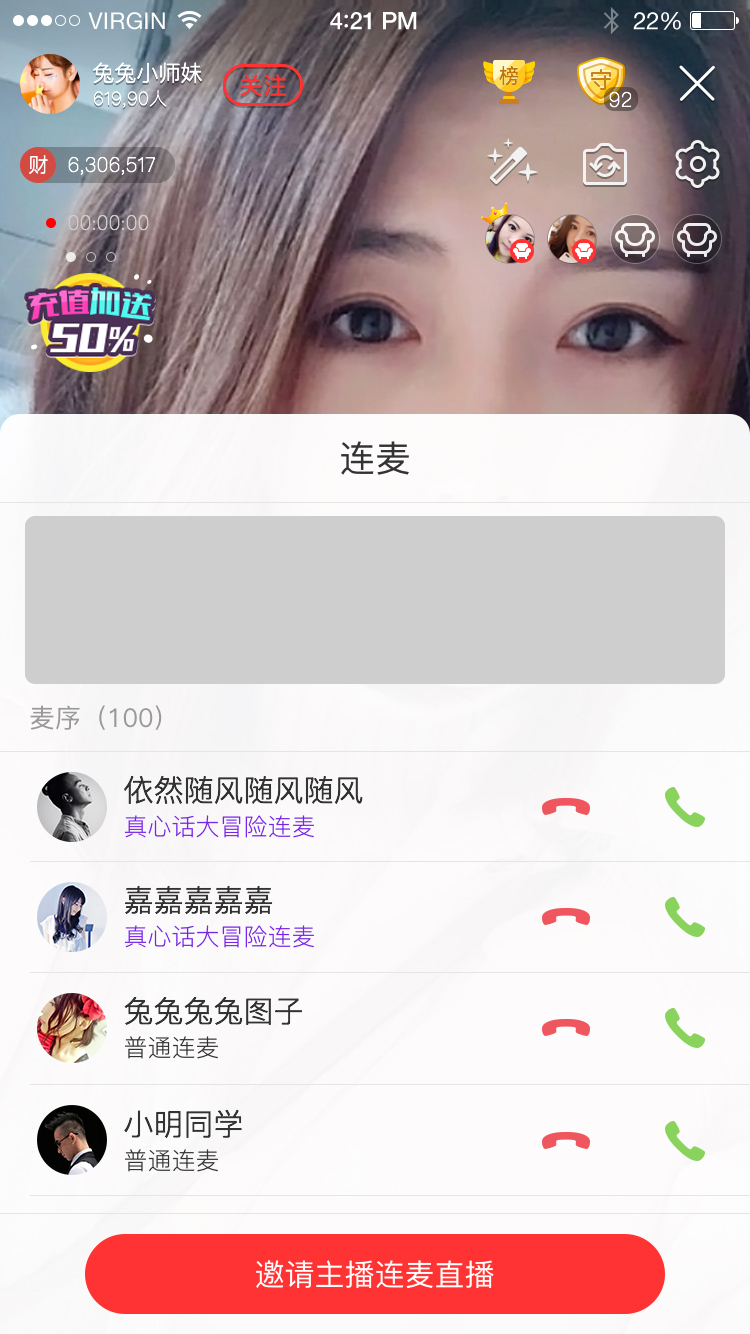 VIRGIN
4:21 PM
22%
兔兔小师妹
619,90人
关注
榜
守
92
财
6,306,517
00:00:00
充值加送
50%
连麦
麦序（100）
依然随风随风随风
真心话大冒险连麦
嘉嘉嘉嘉嘉
真心话大冒险连麦
兔兔兔兔图子
普通连麦
小明同学
普通连麦
邀请主播连麦直播